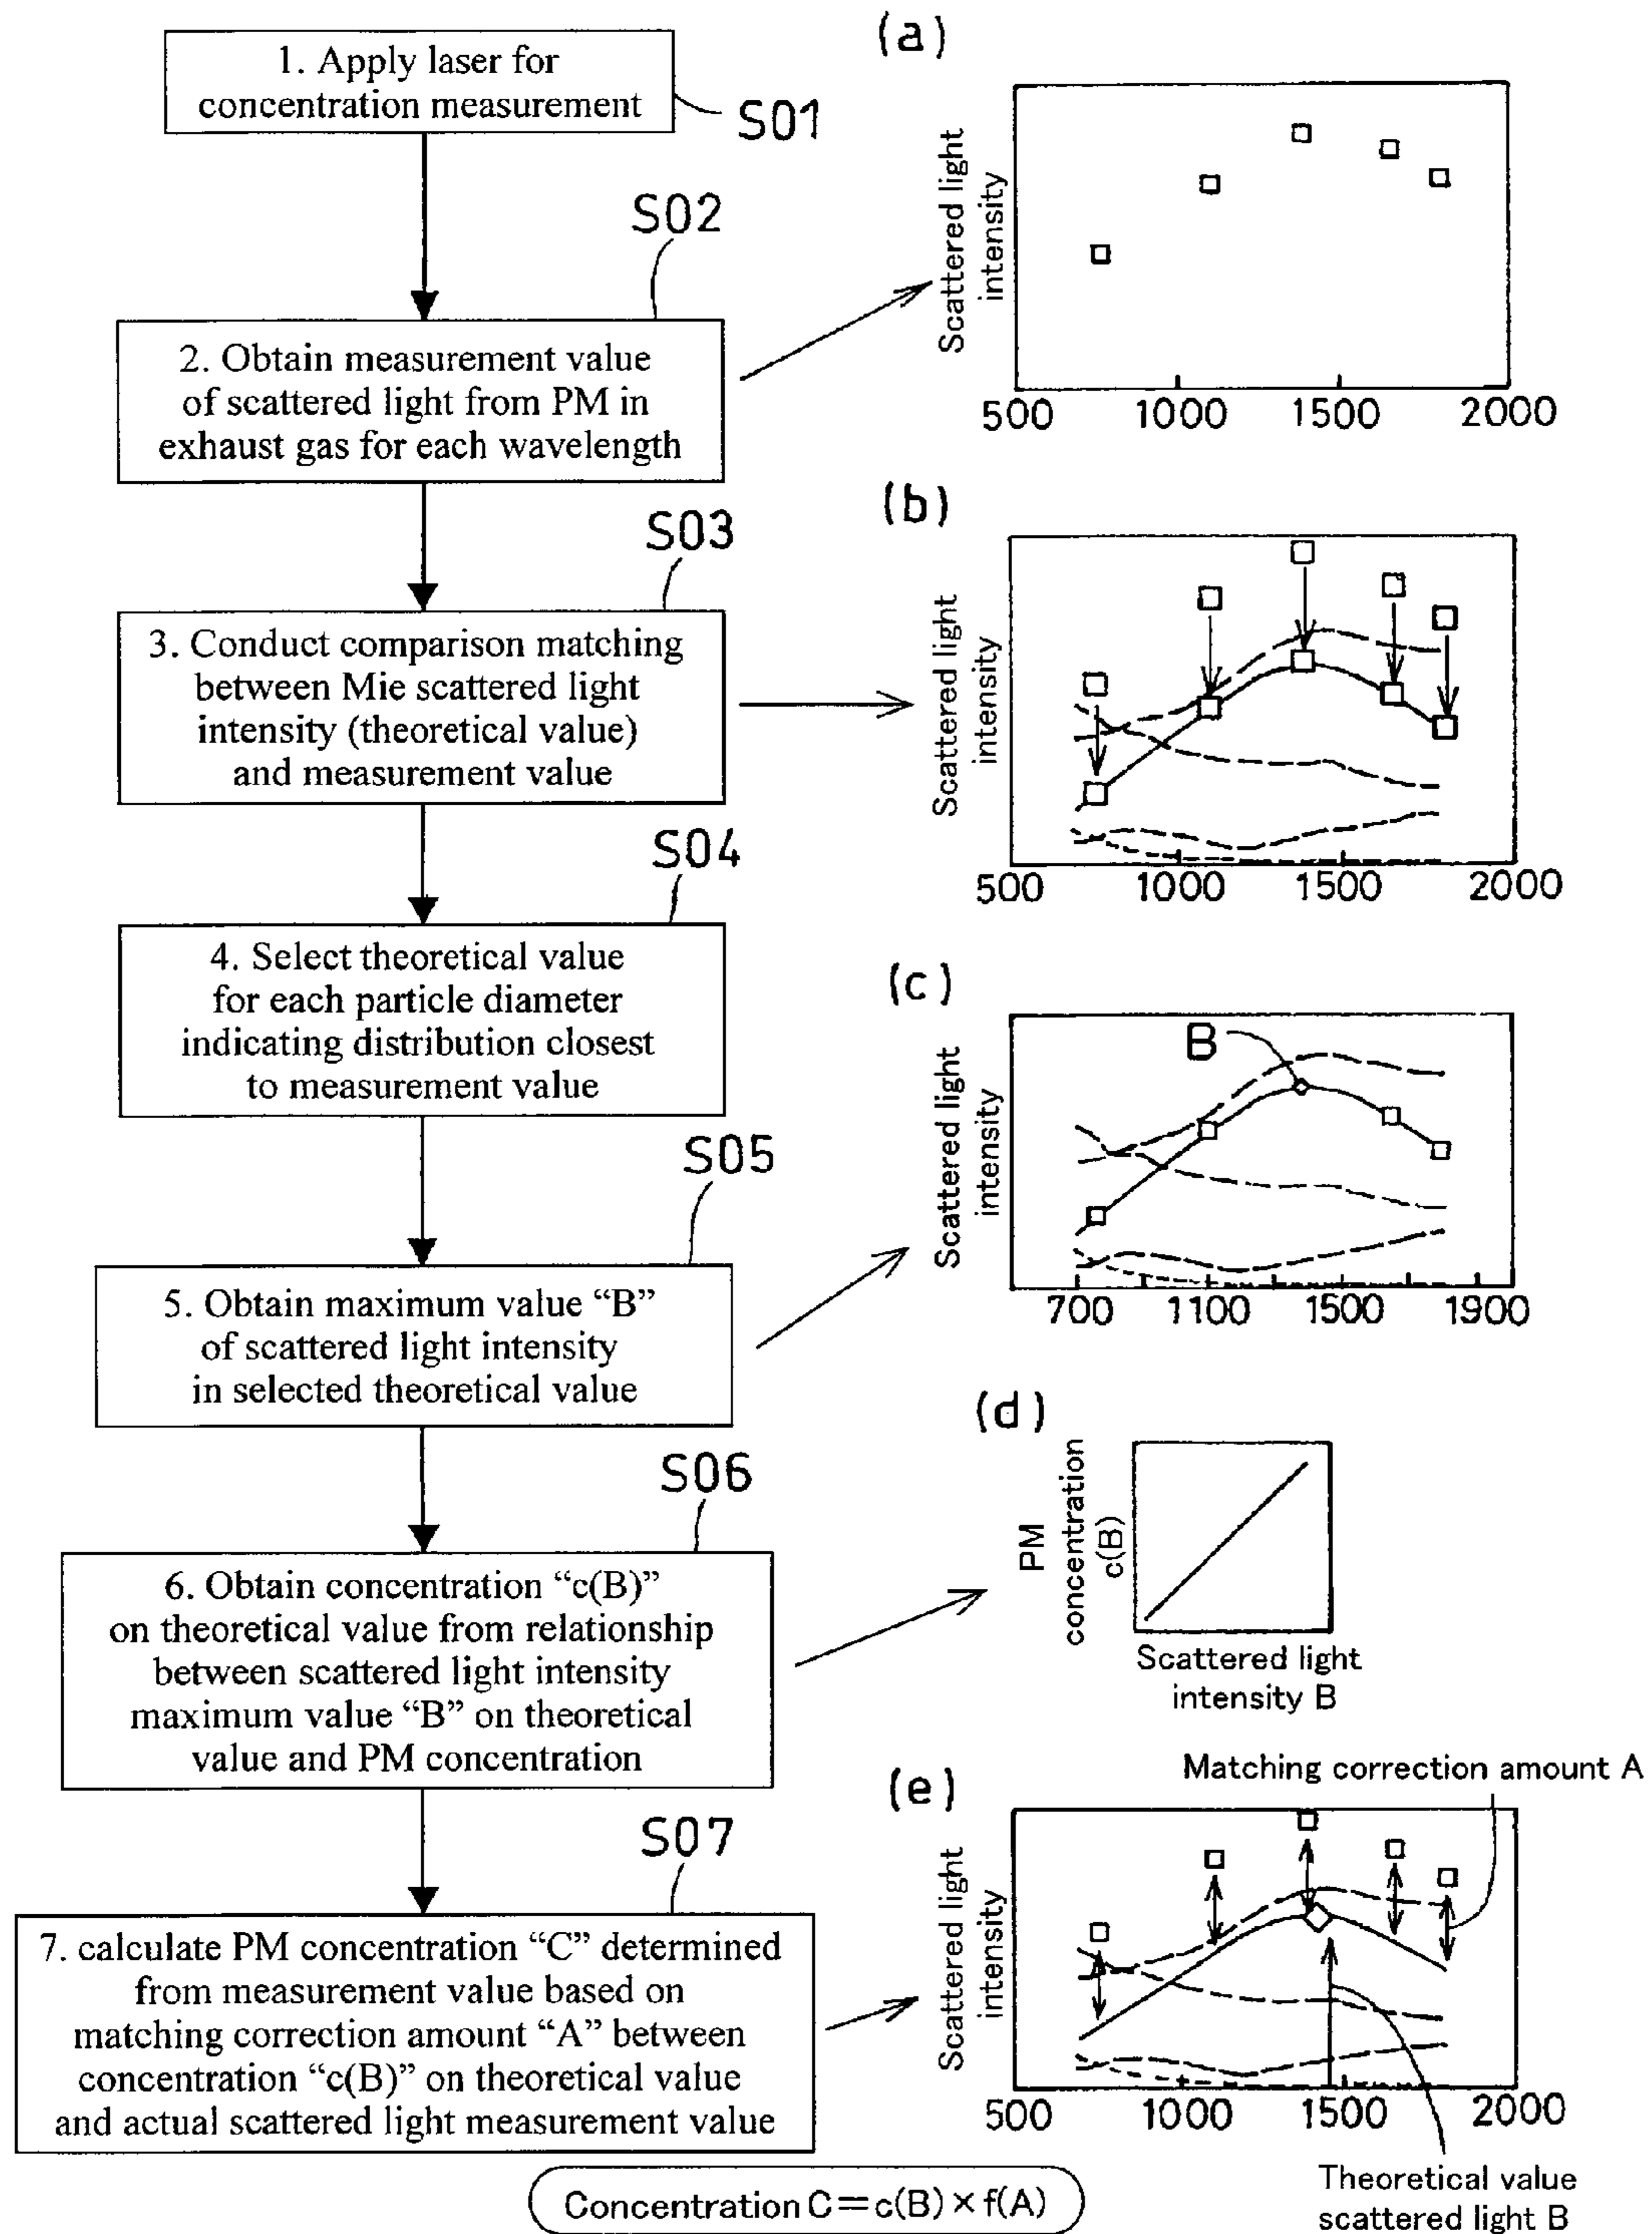 1. Apply laser for
concentration measurement
S01
S02
2. Obtain measurement value
of scattered light from PM in
exhaust gas for each wavelength
S03
3. Conduct comparison matching
between Mie scattered light
intensity (theoretical value)
and measurement value
S04
4. Select theoretical value
for each particle diameter
indicating distribution closest
to measurement value
S05
5. Obtain maximum value “B”
of scattered light intensity
in selected theoretical value
S06
6. Obtain concentration “c(B)”
on theoretical value from relationship
between scattered light intensity
maximum value “B” on theoretical
value and PM concentration
S07
7. calculate PM concentration “C” determined
from measurement value based on
matching correction amount “A” between
concentration “c(B)” on theoretical value
and actual scattered light measurement value
Concentration C=c(B)×f(A)
(a)
Scattered light
intensity
500 1000 1500 2000
(b)
Scattered light
intensity
500 1000 1500 2000
(c)
B
Scattered light
intensity
700 1100 1500 1900
(d)
PM
concentration
c(B)
Scattered light
intensity B
(e)
Matching correction amount A
Scattered light
intensity
500 1000 1500 2000
Theoretical value
scattered light B